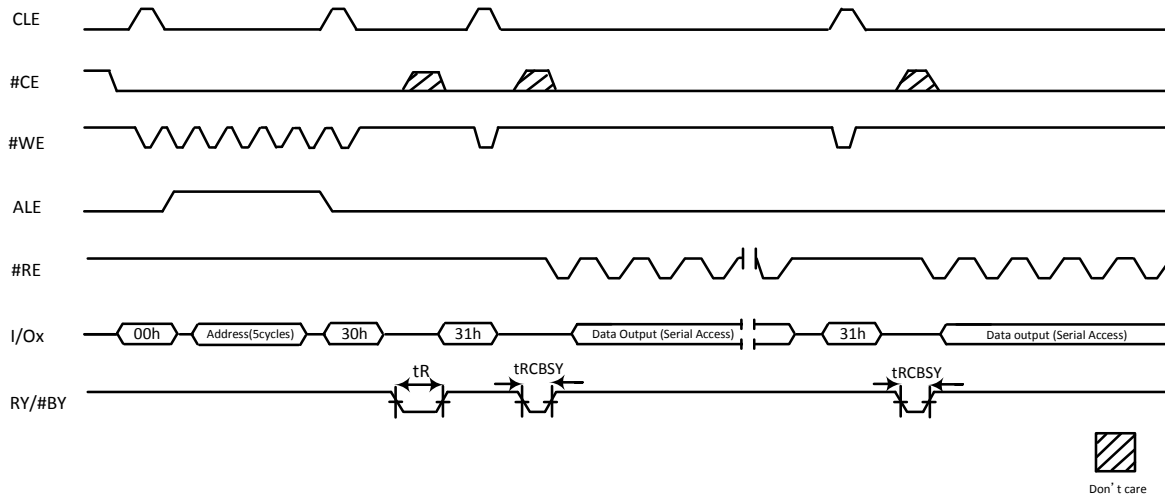 CLE
#CE
#WE
ALE
#RE
I/Ox
00h
Address(5cycles)
30h
31h
Data Output (Serial Access)
31h
Data output (Serial Access)
tR
tRCBSY
tRCBSY
RY/#BY
Don't care